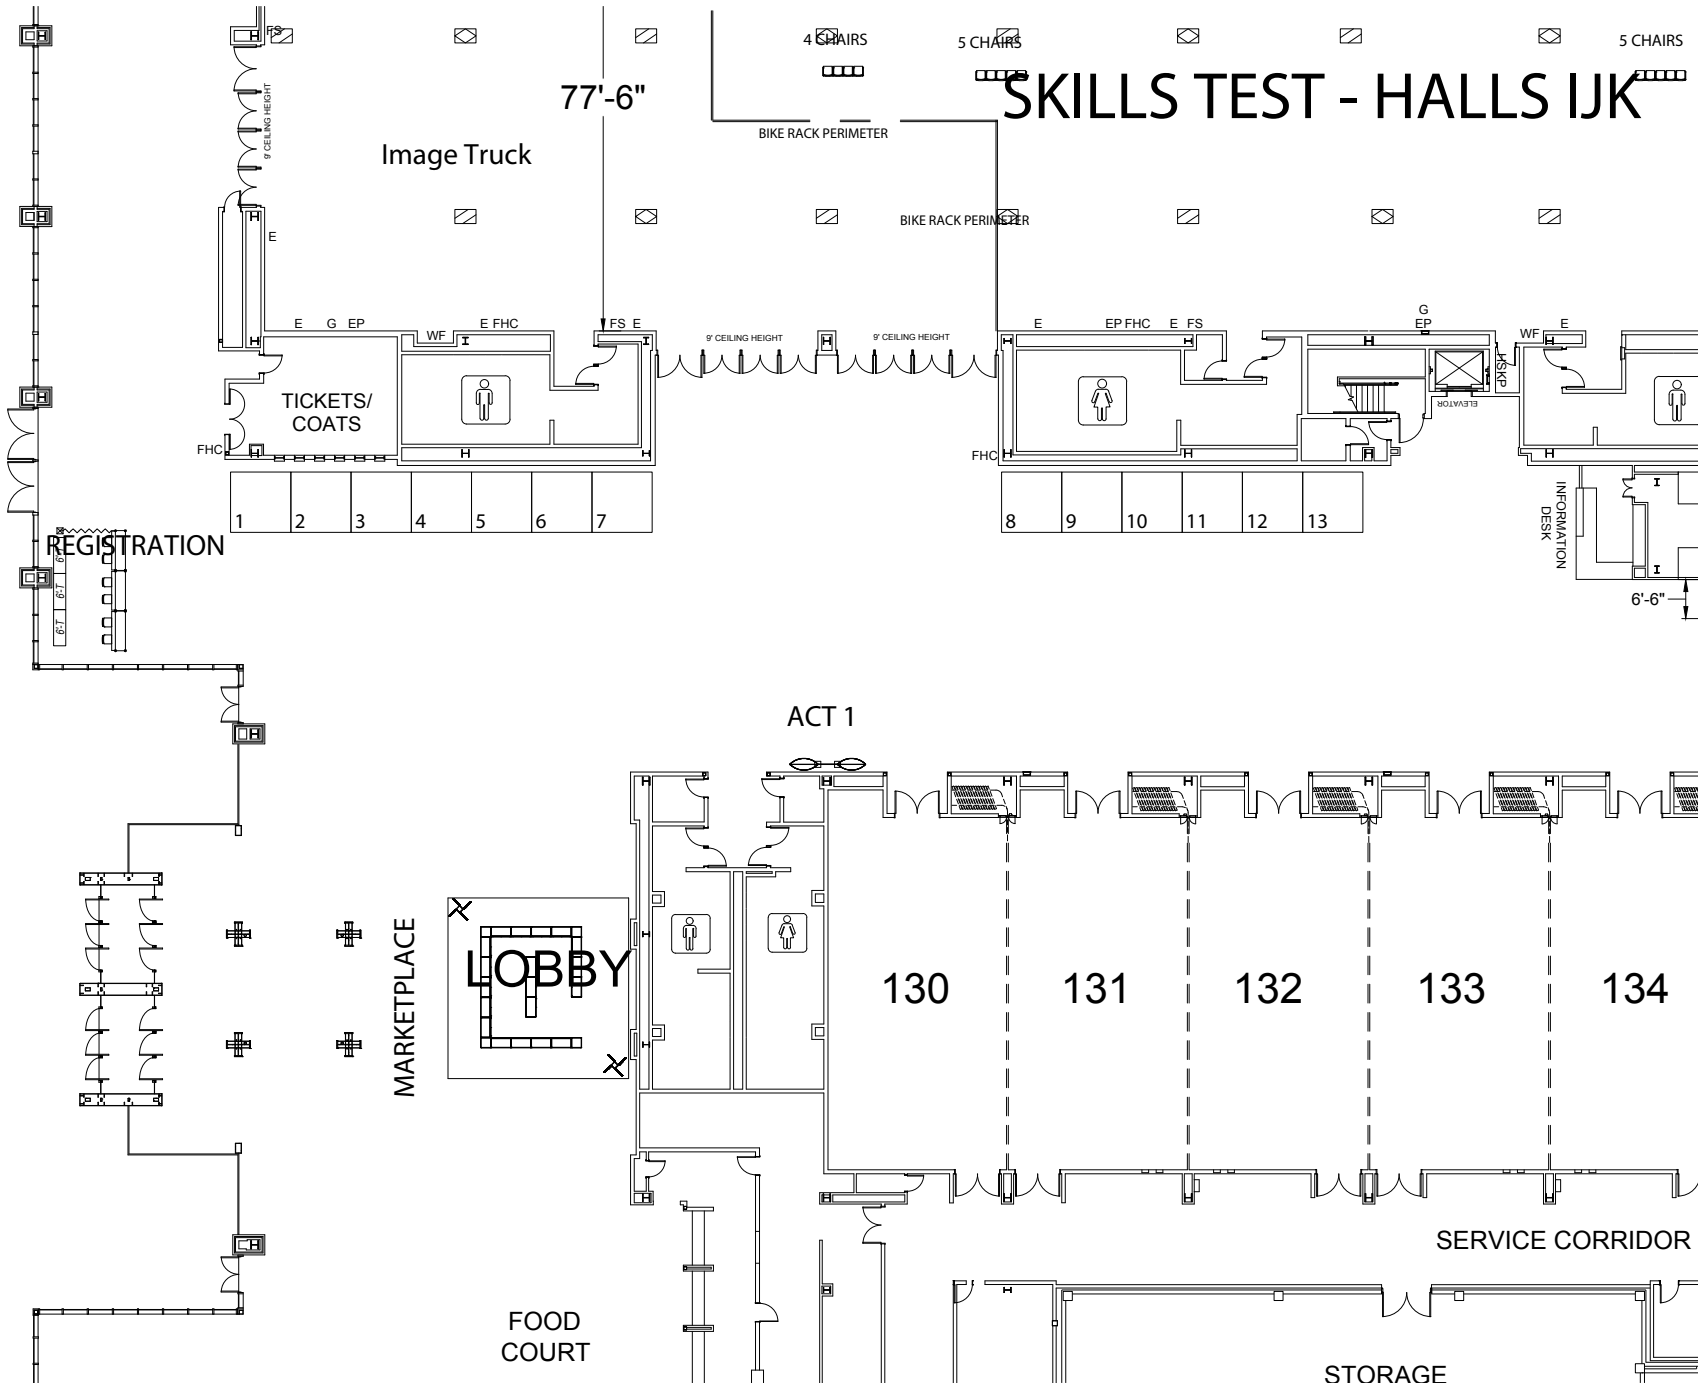 FS
4 CHAIRS
5 CHAIRS
5 CHAIRS
SKILLS TEST - HALLS IJK
77'-6"
9' CEILING HEIGHT
BIKE RACK PERIMETER
Image Truck
BIKE RACK PERIMETER
E
E G EP
WF
E FHC
FS E
9' CEILING HEIGHT
9' CEILING HEIGHT
E
EP FHC
E FS
G
EP
WF
E
HSKP
ELEVATOR
TICKETS/
COATS
FHC
FHC
1 2 3 4 5 6 7
8 9 10 11 12 13
INFORMATION
DESK
REGISTRATION
6'-T
6'-T
6'-T
6'-6"
ACT 1
MARKETPLACE
LOBBY
130 131 132 133 134
SERVICE CORRIDOR
FOOD
COURT
STORAGE